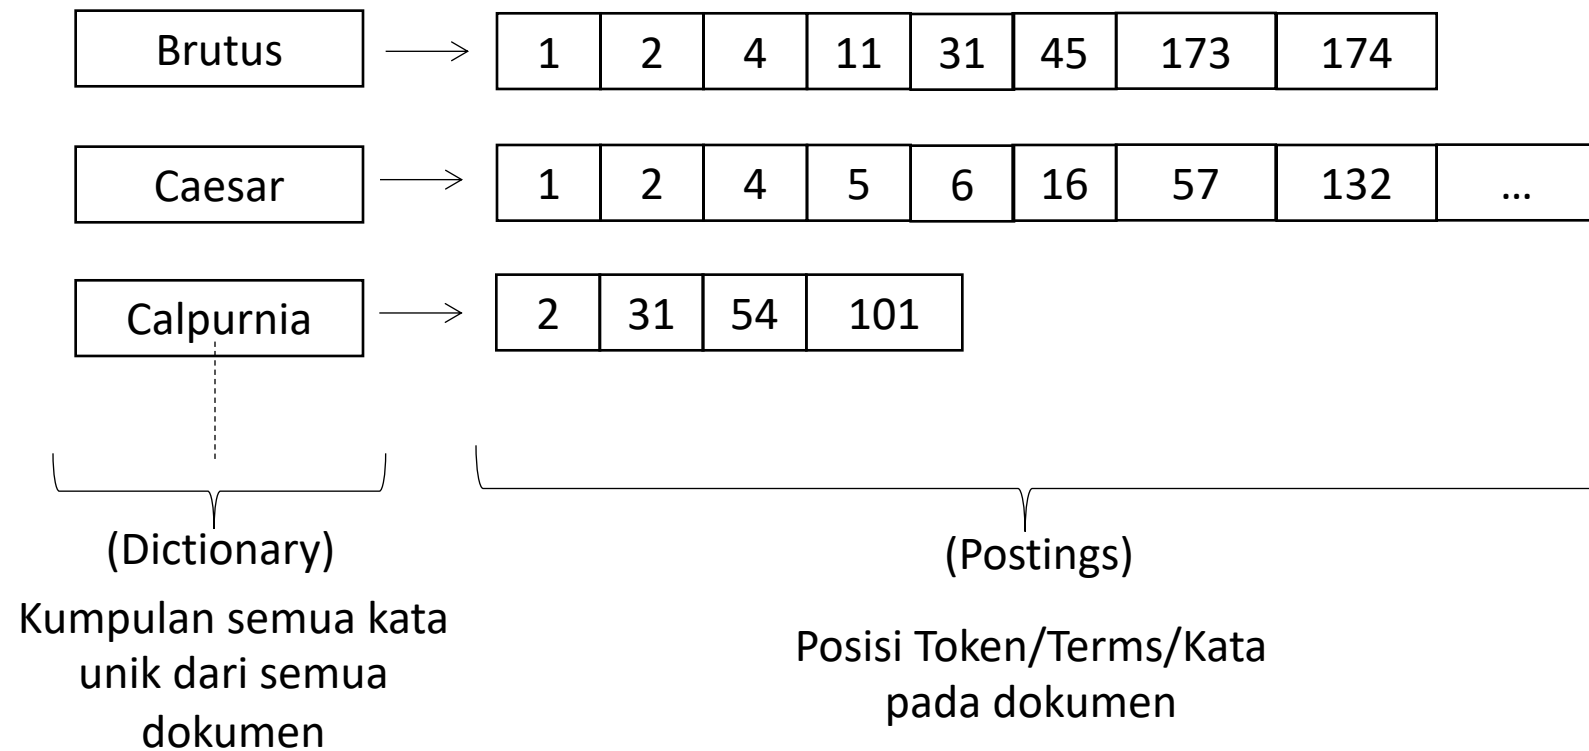 Brutus 1 2 4 11 31 45 173 174
Caesar 1 2 4 5 6 16 57 132 ...
Calpurnia 2 31 54 101
(Dictionary)
Kumpulan semua kata
unik dari semua
dokumen
(Postings)
Posisi Token/Terms/Kata
pada dokumen